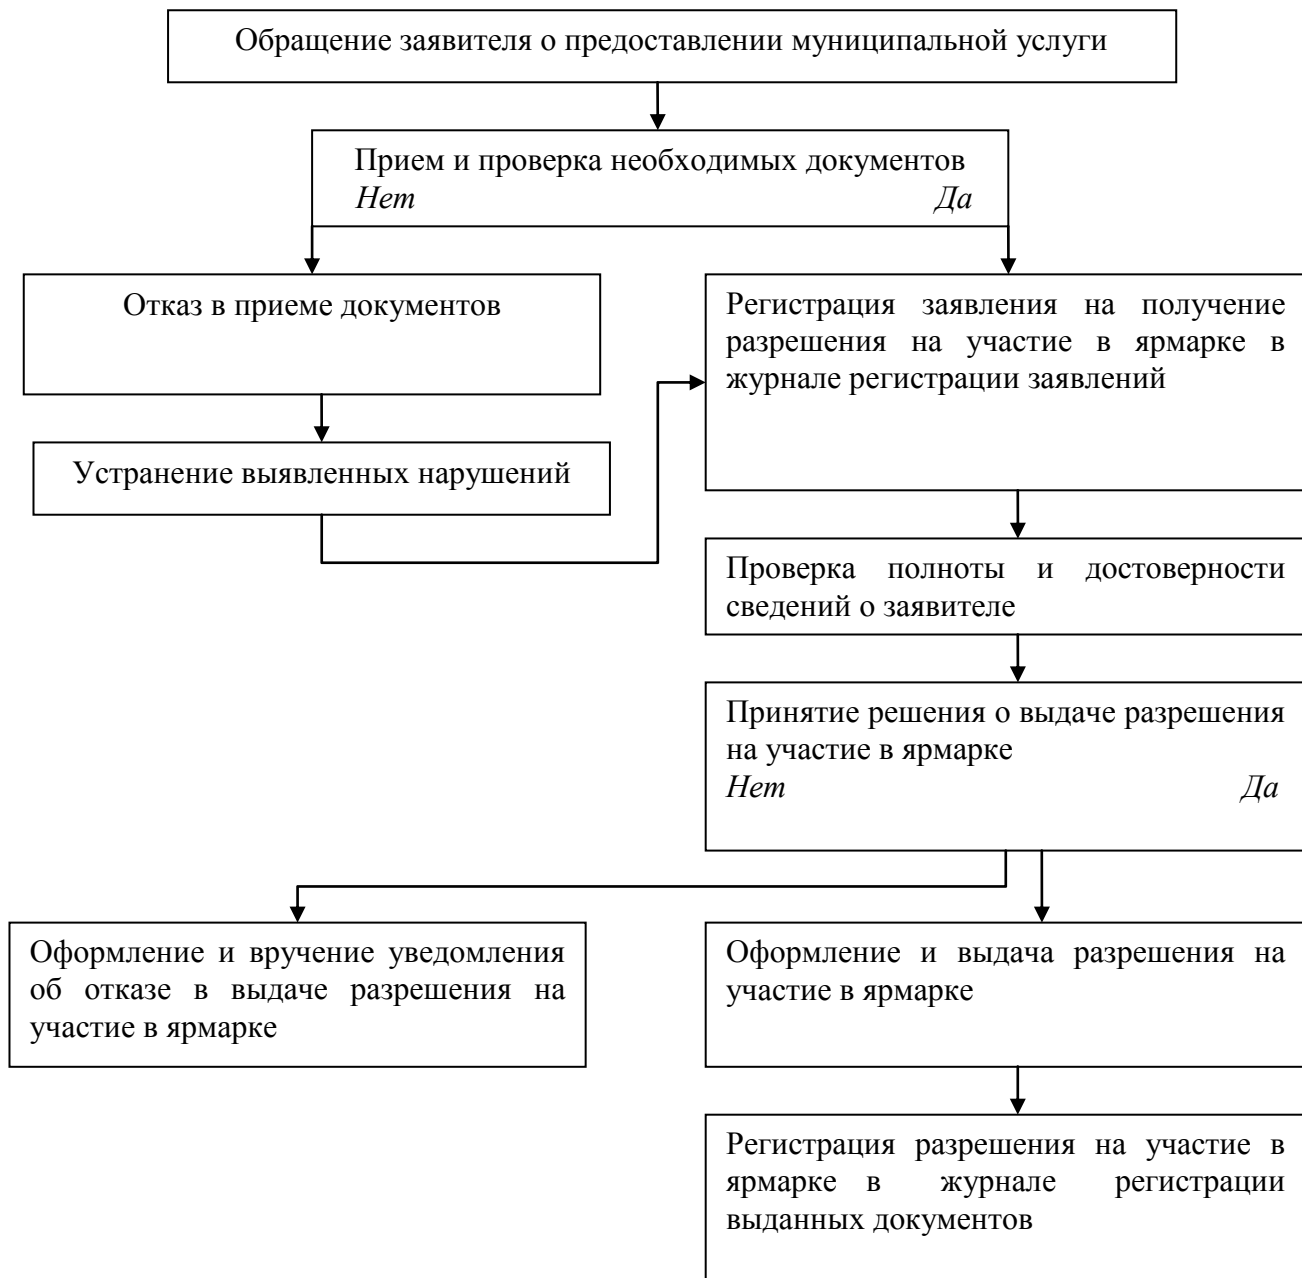 Обращение заявителя о предоставлении муниципальной услуги
Прием и проверка необходимых документов
Нет Да
Отказ в приеме документов
Регистрация заявления на получение
разрешения на участие в ярмарке в
журнале регистрации заявлений
Устранение выявленных нарушений
Проверка полноты и достоверности
сведений о заявителе
Принятие решения о выдаче разрешения
на участие в ярмарке
Нет Да
Оформление и вручение уведомления
об отказе в выдаче разрешения на
участие в ярмарке
Оформление и выдача разрешения на
участие в ярмарке
Регистрация разрешения на участие в
ярмарке в журнале регистрации
выданных документов